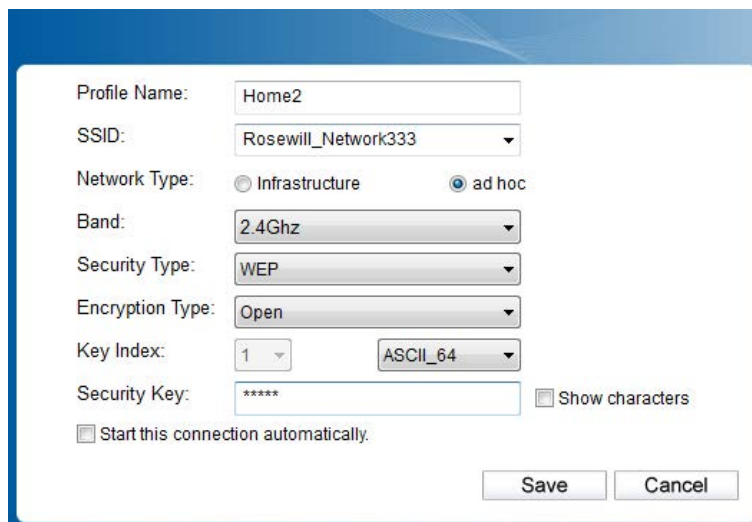 Profile Name: Home2
SSID: Rosewill_Network333
Network Type: Infrastructure ad hoc
Band: 2.4Ghz
Security Type: WEP
Encryption Type: Open
Key Index: 1 ASCII_64
Security Key: ***** Show characters
Start this connection automatically.
Save Cancel